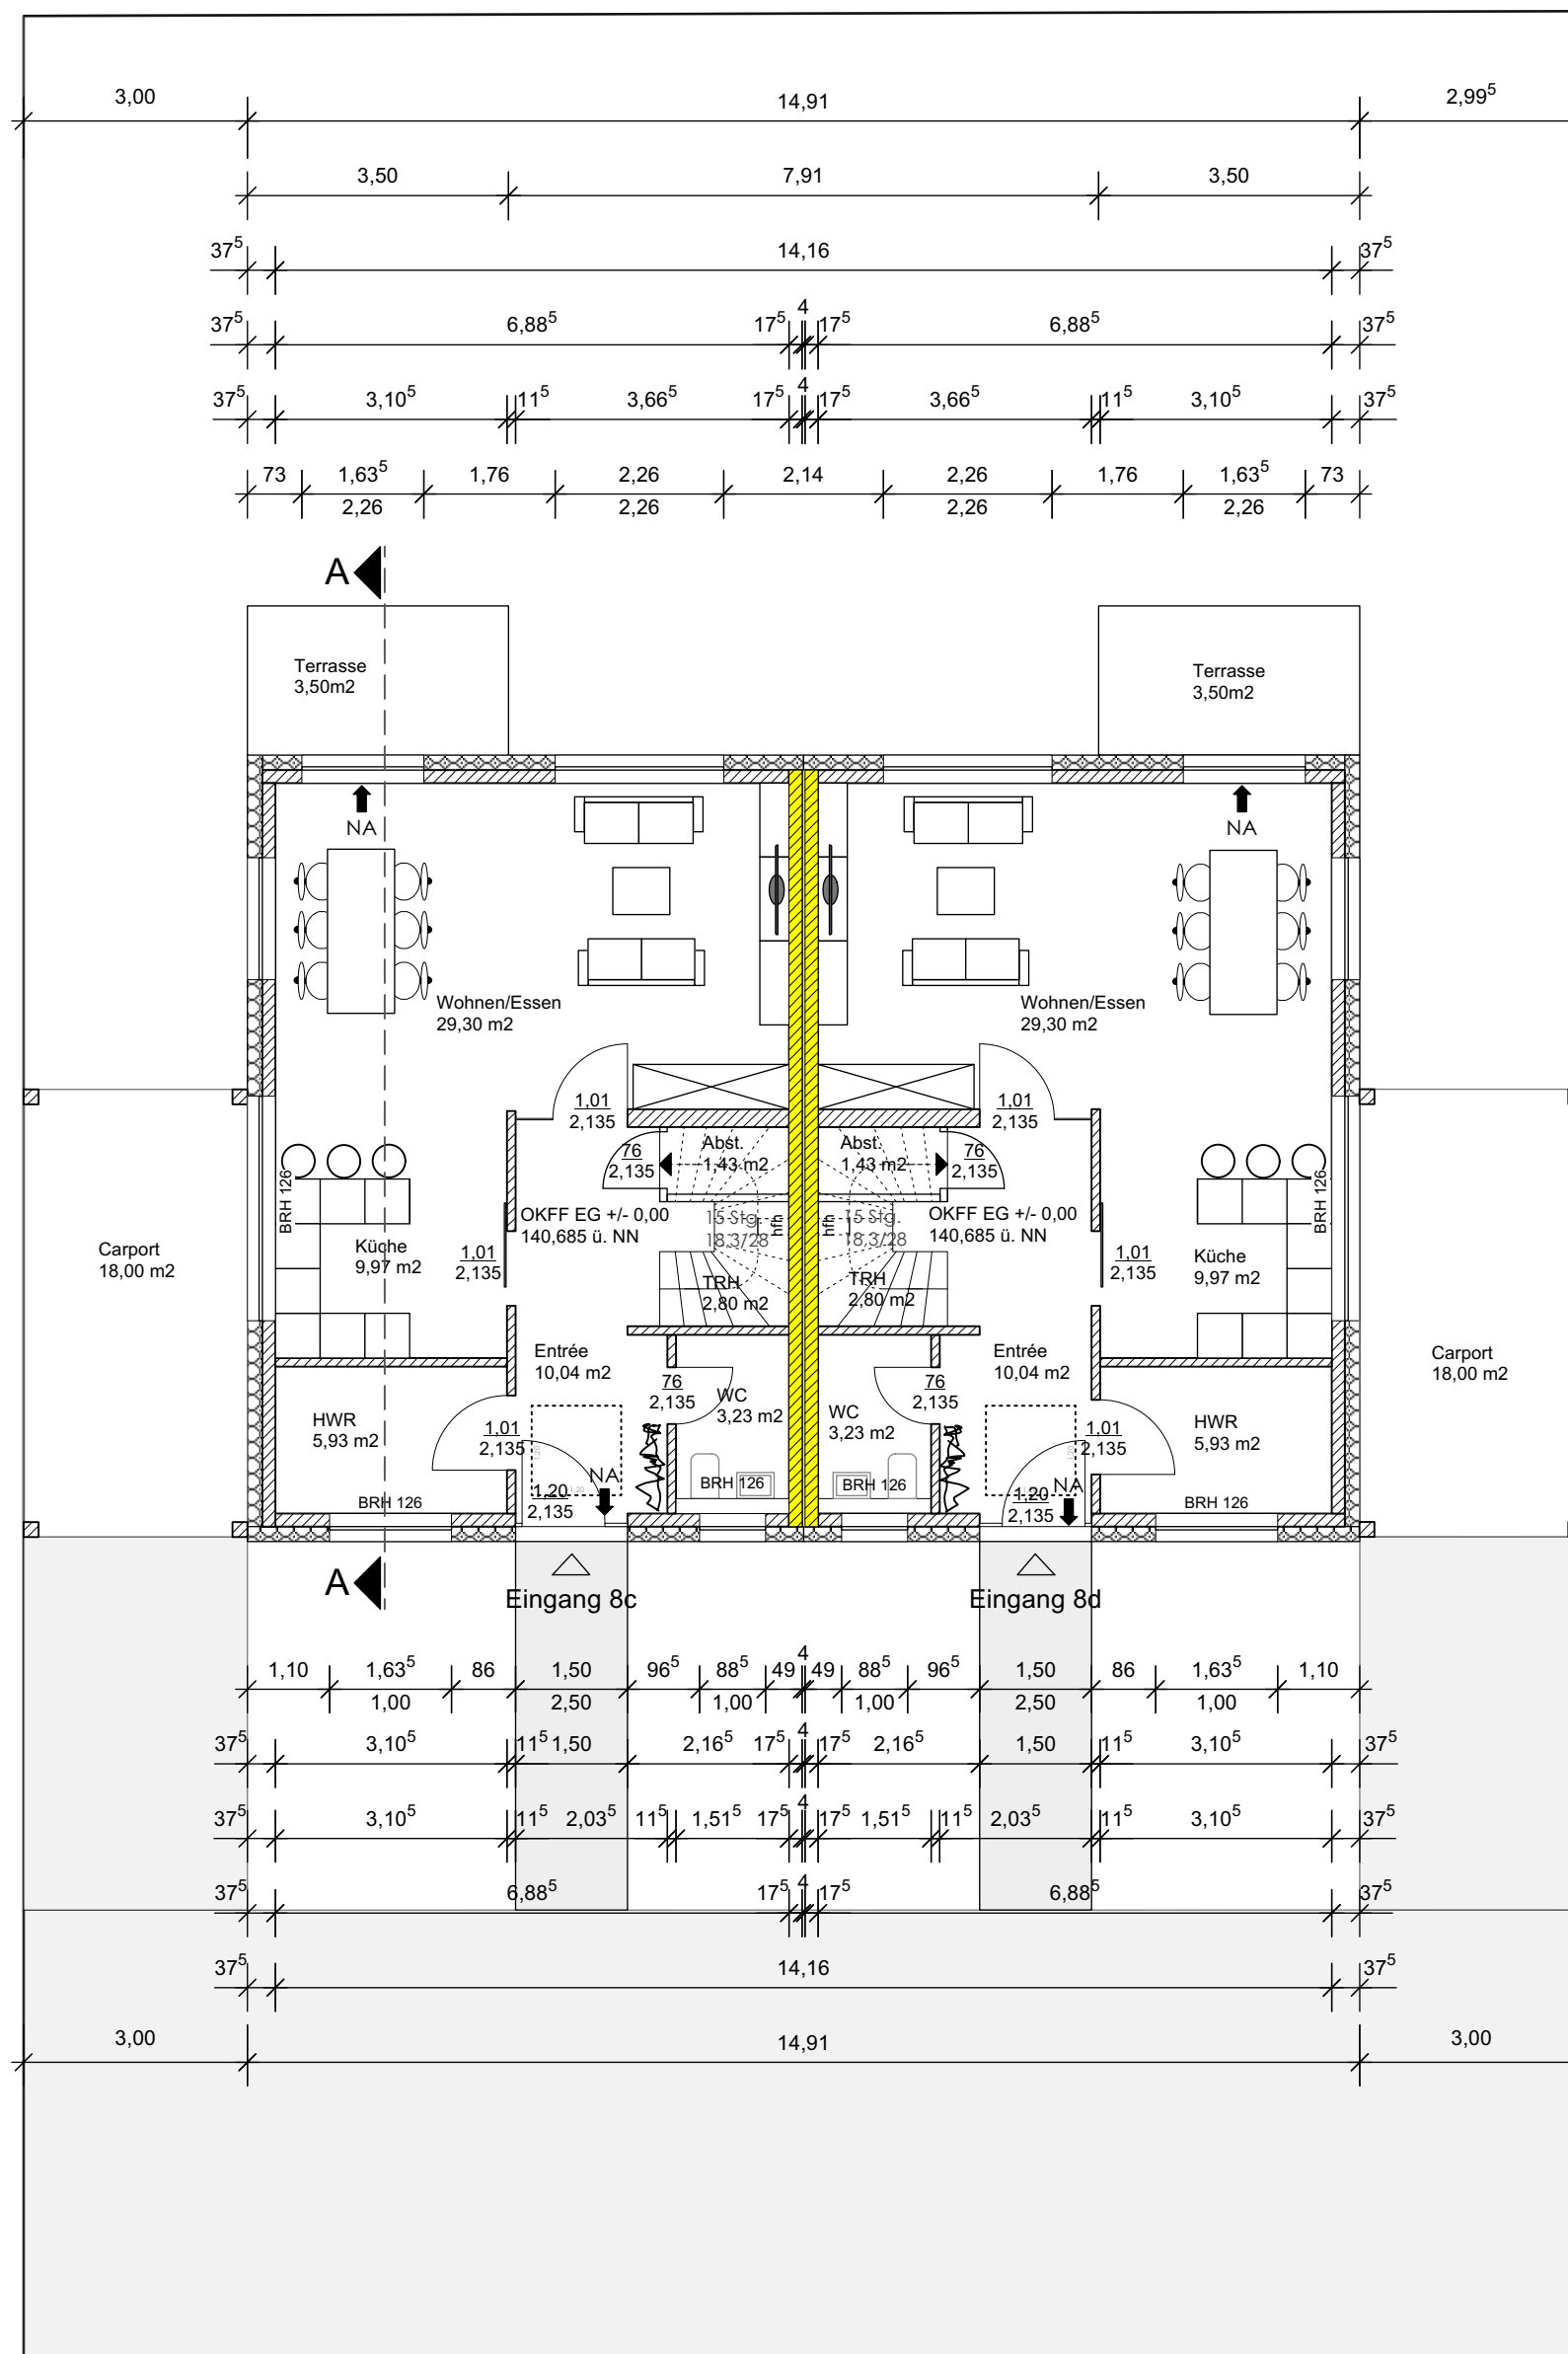 3,00 14,91 2,99⁵
3,50 7,91 3,50
37⁵ 14,16 37⁵
37⁵ 6,88⁵ 17⁵ 4 17⁵ 6,88⁵ 37⁵
37⁵ 3,10⁵ 11⁵ 3,66⁵ 17⁵ 4 17⁵ 3,66⁵ 11⁵ 3,10⁵ 37⁵
73 1,63⁵ 1,76 2,26 2,14 2,26 1,76 1,63⁵ 73
2,26 2,26 2,26 2,26
A
Terrasse
3,50m2
Terrasse
3,50m2
NA
NA
Wohnen/Essen
29,30 m2
Wohnen/Essen
29,30 m2
1,01
2,135
1,01
2,135
76
2,135
Abst.
1,43 m2
Abst.
1,43 m2
76
2,135
BRH 126
BRH 126
OKFF EG +/- 0,00
140,685 ü. NN
15 Stg.
18.3/28
hfn
hfn
15 Stg.
18.3/28
OKFF EG +/- 0,00
140,685 ü. NN
Carport
18,00 m2
Küche
9,97 m2
1,01
2,135
1,01
2,135
Küche
9,97 m2
TRH
2,80 m2
TRH
2,80 m2
Entrée
10,04 m2
Entrée
10,04 m2
Carport
18,00 m2
76
2,135
WC
3,23 m2
WC
3,23 m2
76
2,135
HWR
5,93 m2
1,01
2,135
1,01
2,135
HWR
5,93 m2
1,20
1,20
1,20
2,135
NA
1,20
1,20
2,135
NA
BRH 126
BRH 126
BRH 126
BRH 126
A
Eingang 8c
Eingang 8d
1,10 1,63⁵ 86 1,50 96⁵ 88⁵ 49 4 49 88⁵ 96⁵ 1,50 86 1,63⁵ 1,10
1,00 2,50 1,00 1,00 2,50 1,00
37⁵ 3,10⁵ 11⁵ 1,50 2,16⁵ 17⁵ 4 17⁵ 2,16⁵ 1,50 11⁵ 3,10⁵ 37⁵
37⁵ 3,10⁵ 11⁵ 2,03⁵ 11⁵ 1,51⁵ 17⁵ 4 17⁵ 1,51⁵ 11⁵ 2,03⁵ 11⁵ 3,10⁵ 37⁵
37⁵ 6,88⁵ 17⁵ 4 17⁵ 6,88⁵ 37⁵
37⁵ 14,16 37⁵
3,00 14,91 3,00